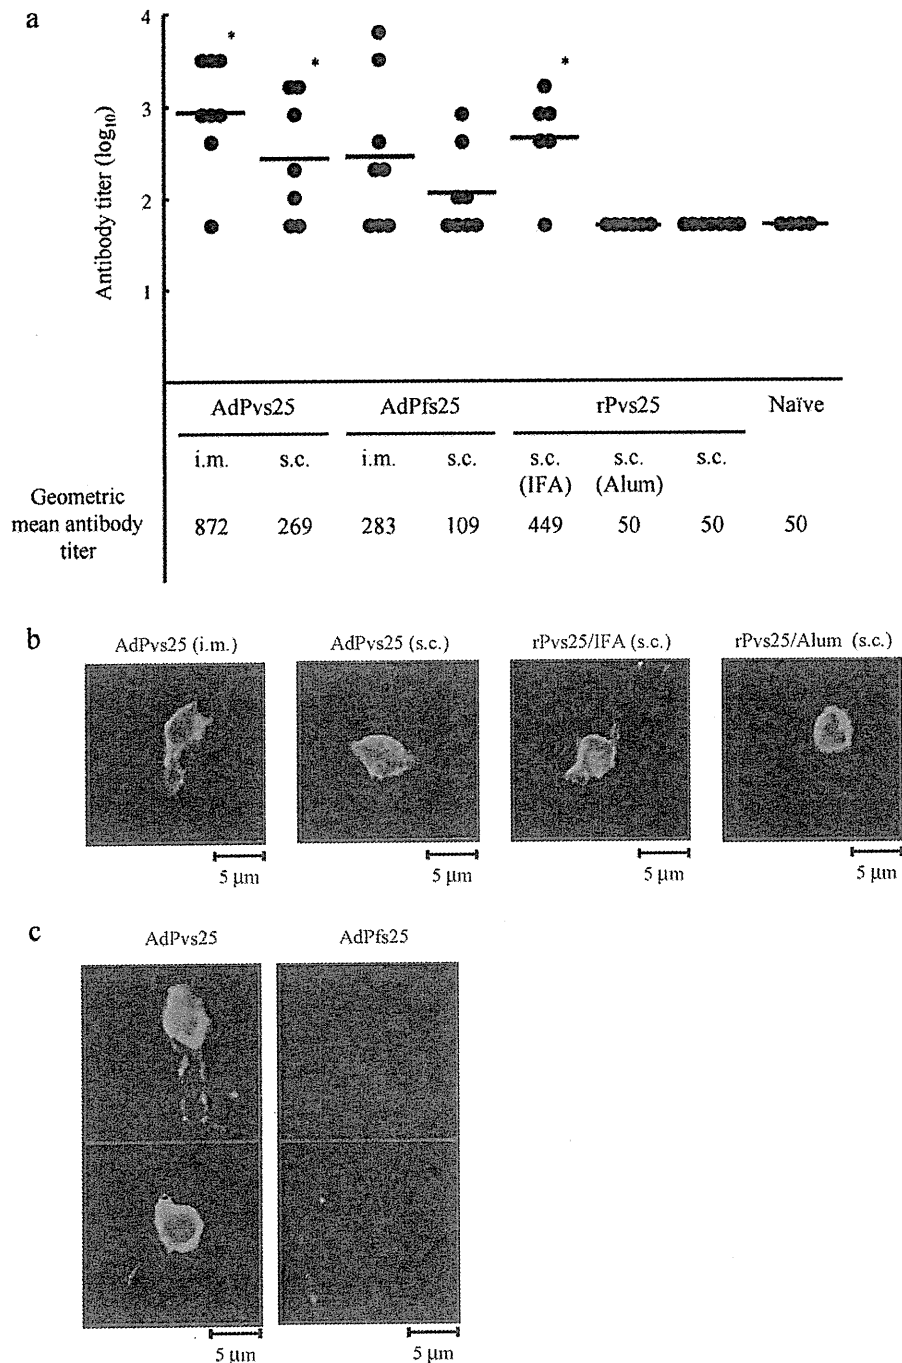 a
*
*
*
4
3
2
1
Antibody titer (log10)
AdPvs25 AdPfs25 rPvs25 Naïve
i.m. s.c. i.m. s.c. s.c. s.c. s.c.
(IFA) (Alum)
Geometric
mean antibody
titer
872 269 283 109 449 50 50 50
b
AdPvs25 (i.m.) AdPvs25 (s.c.) rPvs25/IFA (s.c.) rPvs25/Alum (s.c.)
5 µm 5 µm 5 µm 5 µm
c
AdPvs25 AdPfs25
5 µm 5 µm